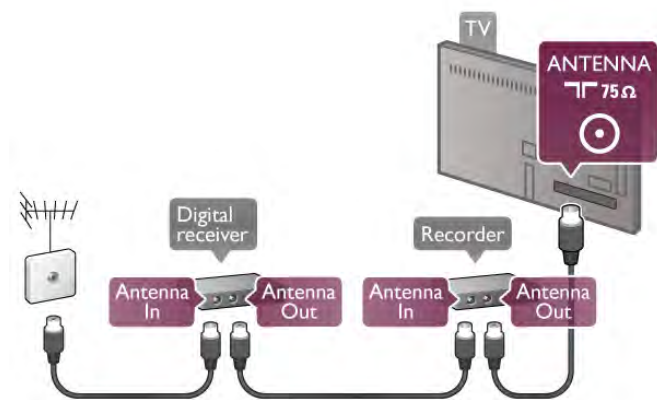 TV
ANTENNA
75 Ω
Digital
receiver
Antenna
In
Antenna
Out
Recorder
Antenna
In
Antenna
Out